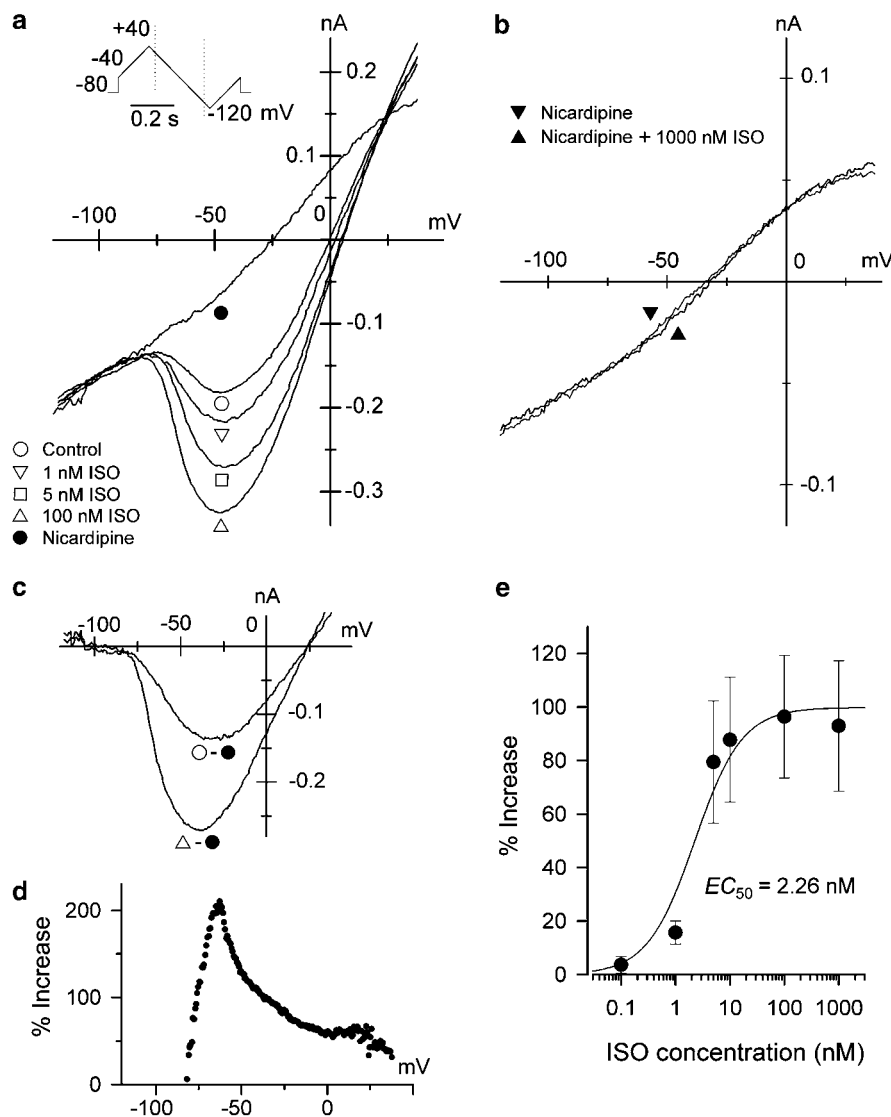 a
nA
+40
-40
-80
-120 mV
0.2 s
0.2
0.1
-100
-50
0
mV
-0.1
-0.2
-0.3
Control
1 nM ISO
5 nM ISO
100 nM ISO
Nicardipine
b
nA
0.1
Nicardipine
Nicardipine + 1000 nM ISO
mV
-100
-50
0
mV
-0.1
c
nA
-100
-50
0
mV
-0.1
-0.2
-
-
d
% Increase
200
100
0
mV
-100
-50
0
e
% Increase
120
100
80
60
40
20
0
EC50 = 2.26 nM
0.1
1
10
100
1000
ISO concentration (nM)